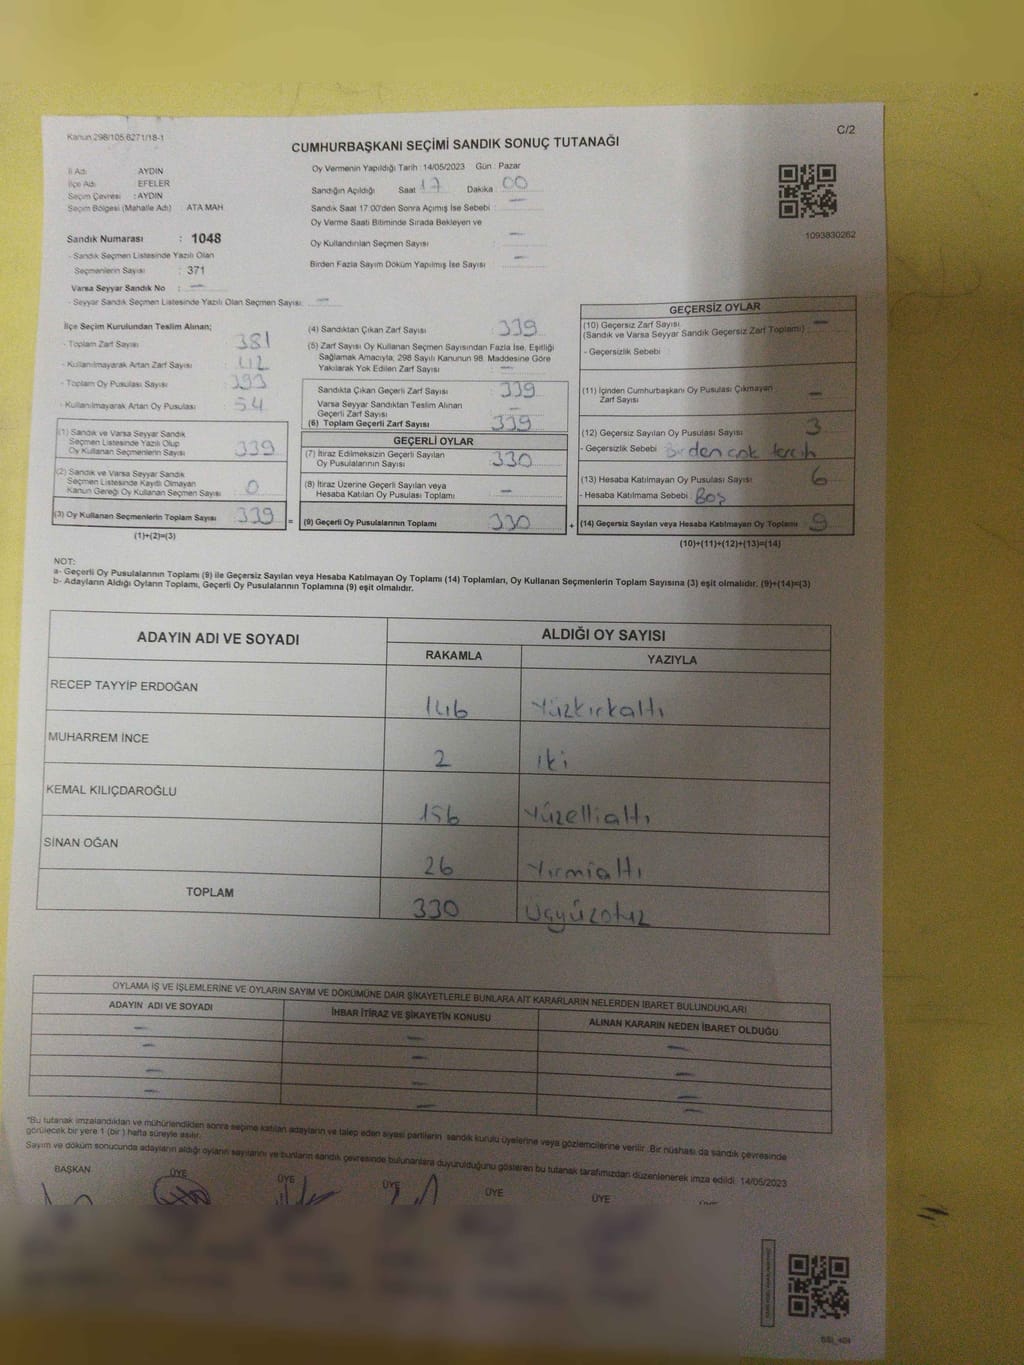 Kanun 298/105,6271/18-1
C/2
CUMHURBAŞKANI SEÇİMİ SANDIK SONUÇ TUTANAĞI
İl Adı AYDIN
İlçe Adı EFELER
Seçim Çevresi : AYDIN
Seçim Bölgesi (Mahalle Adı) ATA MAH
Oy Vermenin Yapıldığı Tarih : 14/05/2023 Gün : Pazar
Sandığın Açıldığı Saat 17 Dakika 00
Sandık Saat 17:00'den Sonra Açımış İse Sebebi : —
Oy Verme Saati Bitiminde Sırada Bekleyen ve
Oy Kullandırılan Seçmen Sayısı : —
Birden Fazla Sayım Döküm Yapılmış İse Sayısı : —
1093830262
Sandık Numarası : 1048
- Sandık Seçmen Listesinde Yazılı Olan
Seçmenlerin Sayısı : 371
Varsa Seyyar Sandık No : —
- Seyyar Sandık Seçmen Listesinde Yazılı Olan Seçmen Sayısı : —
İlçe Seçim Kurulundan Teslim Alınan;
- Toplam Zarf Sayısı : 381
- Kullanılmayarak Artan Zarf Sayısı : 42
- Toplam Oy Pusulası Sayısı : 393
- Kullanılmayarak Artan Oy Pusulası : 54
(1) Sandık ve Varsa Seyyar Sandık
Seçmen Listesinde Yazılı Olup
Oy Kullanan Seçmenlerin Sayısı : 339
(2) Sandık ve Varsa Seyyar Sandık
Seçmen Listesinde Kayıtlı Olmayan
Kanun Gereği Oy Kullanan Seçmen Sayısı : 0
(3) Oy Kullanan Seçmenlerin Toplam Sayısı : 339 =
(1)+(2)=(3)
(4) Sandıktan Çıkan Zarf Sayısı : 339
(5) Zarf Sayısı Oy Kullanan Seçmen Sayısından Fazla İse, Eşitliği
Sağlamak Amacıyla, 298 Sayılı Kanunun 98. Maddesine Göre
Yakılarak Yok Edilen Zarf Sayısı : —
Sandıkta Çıkan Geçerli Zarf Sayısı : 339
Varsa Seyyar Sandıktan Teslim Alınan
Geçerli Zarf Sayısı : —
(6) Toplam Geçerli Zarf Sayısı : 339
GEÇERLİ OYLAR
(7) İtiraz Edilmeksizin Geçerli Sayılan
Oy Pusulalarının Sayısı : 330
(8) İtiraz Üzerine Geçerli Sayılan veya
Hesaba Katılan Oy Pusulası Toplamı : —
(9) Geçerli Oy Pusulalarının Toplamı : 330 +
GEÇERSİZ OYLAR
(10) Geçersiz Zarf Sayısı
(Sandık ve Varsa Seyyar Sandık Geçersiz Zarf Toplamı) : —
- Geçersizlik Sebebi :
(11) İçinden Cumhurbaşkanı Oy Pusulası Çıkmayan
Zarf Sayısı : —
(12) Geçersiz Sayılan Oy Pusulası Sayısı : 3
- Geçersizlik Sebebi : Birden çok tercih
(13) Hesaba Katılmayan Oy Pusulası Sayısı : 6
- Hesaba Katılmama Sebebi : Boş
(14) Geçersiz Sayılan veya Hesaba Katılmayan Oy Toplamı : 9
(10)+(11)+(12)+(13)=(14)
NOT:
a- Geçerli Oy Pusulalarının Toplamı (9) ile Geçersiz Sayılan veya Hesaba Katılmayan Oy Toplamı (14) Toplamları, Oy Kullanan Seçmenlerin Toplam Sayısına (3) eşit olmalıdır. (9)+(14)=(3)
b- Adayların Aldığı Oyların Toplamı, Geçerli Oy Pusulalarının Toplamına (9) eşit olmalıdır.
ADAYIN ADI VE SOYADI ALDIĞI OY SAYISI
RAKAMLA YAZIYLA
RECEP TAYYİP ERDOĞAN 146 Yüzkırkaltı
MUHARREM İNCE 2 iki
KEMAL KILIÇDAROĞLU 156 Yüzellialtı
SİNAN OĞAN 26 Yirmialtı
TOPLAM 330 Üçyüzotuz
OYLAMA İŞ VE İŞLEMLERİNE VE OYLARIN SAYIM VE DÖKÜMÜNE DAİR ŞİKAYETLERLE BUNLARA AİT KARARLARIN NELERDEN İBARET BULUNDUKLARI
ADAYIN ADI VE SOYADI İHBAR İTİRAZ VE ŞİKAYETİN KONUSU ALINAN KARARIN NEDEN İBARET OLDUĞU
— — —
— — —
— — —
— — —
*Bu tutanak imzalandıktan ve mühürlendikten sonra seçime katılan adayların ve talep eden siyasi partilerin sandık kurulu üyelerine veya gözlemcilerine verilir. Bir nüshası da sandık çevresinde
görülecek bir yere 1 (bir) hafta süreyle asılır.
Sayım ve döküm sonucunda adayların aldığı oyların sayılarını ve bunların sandık çevresinde bulunanlara duyurulduğunu gösteren bu tutanak tarafımızdan düzenlenerek imza edildi. 14/05/2023
BAŞKAN ÜYE ÜYE ÜYE ÜYE ÜYE